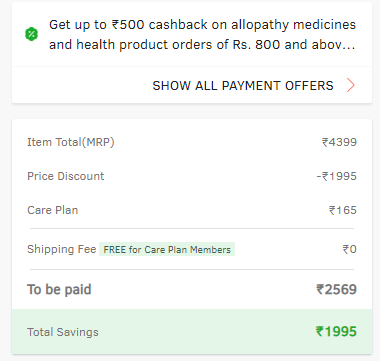 Get up to ₹500 cashback on allopathy medicines
and health product orders of Rs. 800 and abov...
SHOW ALL PAYMENT OFFERS
Item Total(MRP) ₹4399
Price Discount -₹1995
Care Plan ₹165
Shipping Fee FREE for Care Plan Members ₹0
To be paid ₹2569
Total Savings ₹1995